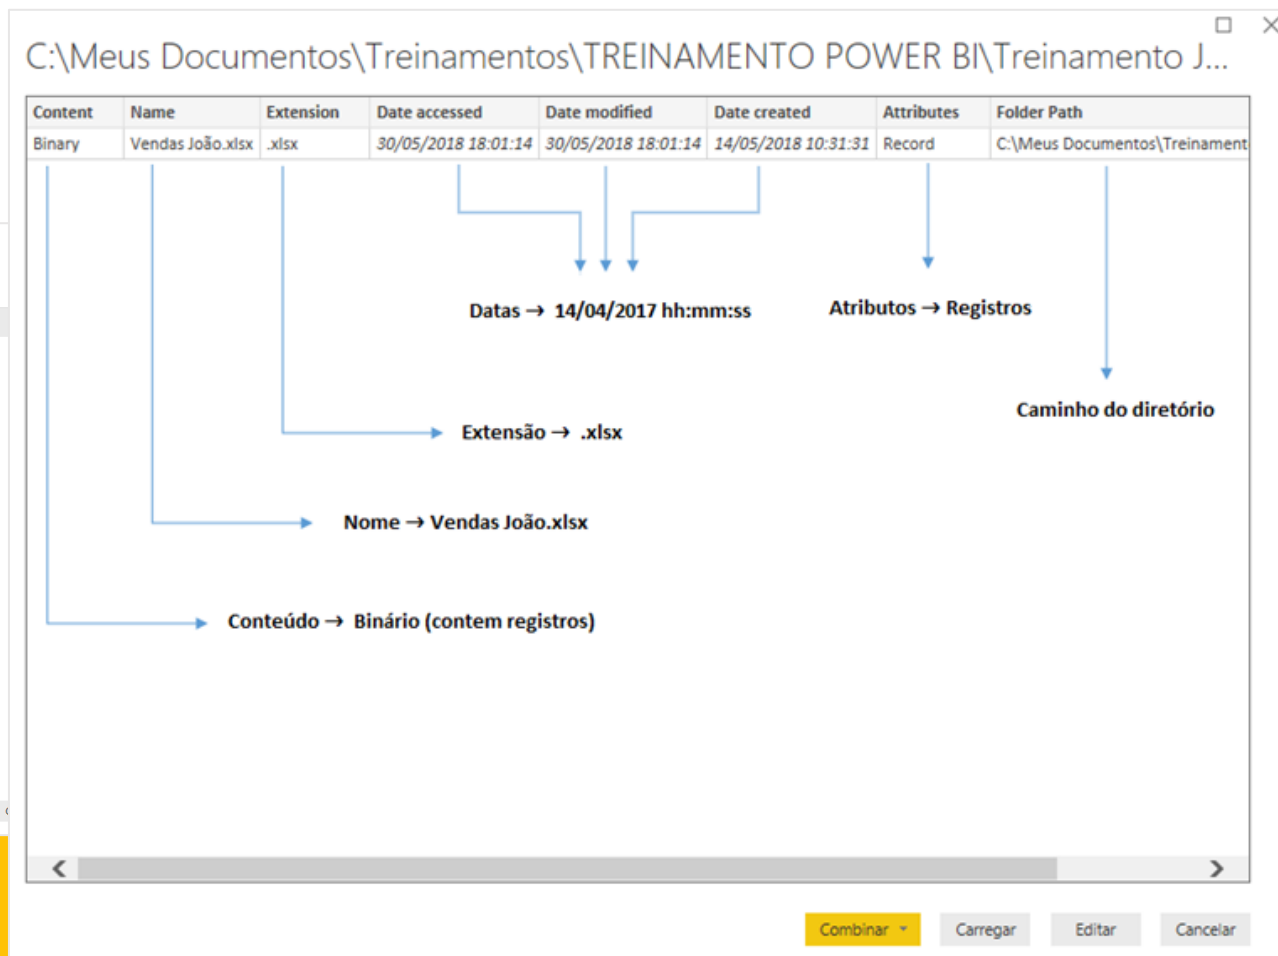 C:\Meus Documentos\Treinamentos\TREINAMENTO POWER BI\Treinamento J...
Content Name Extension Date accessed Date modified Date created Attributes Folder Path
Binary Vendas João.xlsx .xlsx 30/05/2018 18:01:14 30/05/2018 18:01:14 14/05/2018 10:31:31 Record C:\Meus Documentos\Treinament
Datas → 14/04/2017 hh:mm:ss
Atributos → Registros
Caminho do diretório
Extensão → .xlsx
Nome → Vendas João.xlsx
Conteúdo → Binário (contem registros)
Combinar Carregar Editar Cancelar